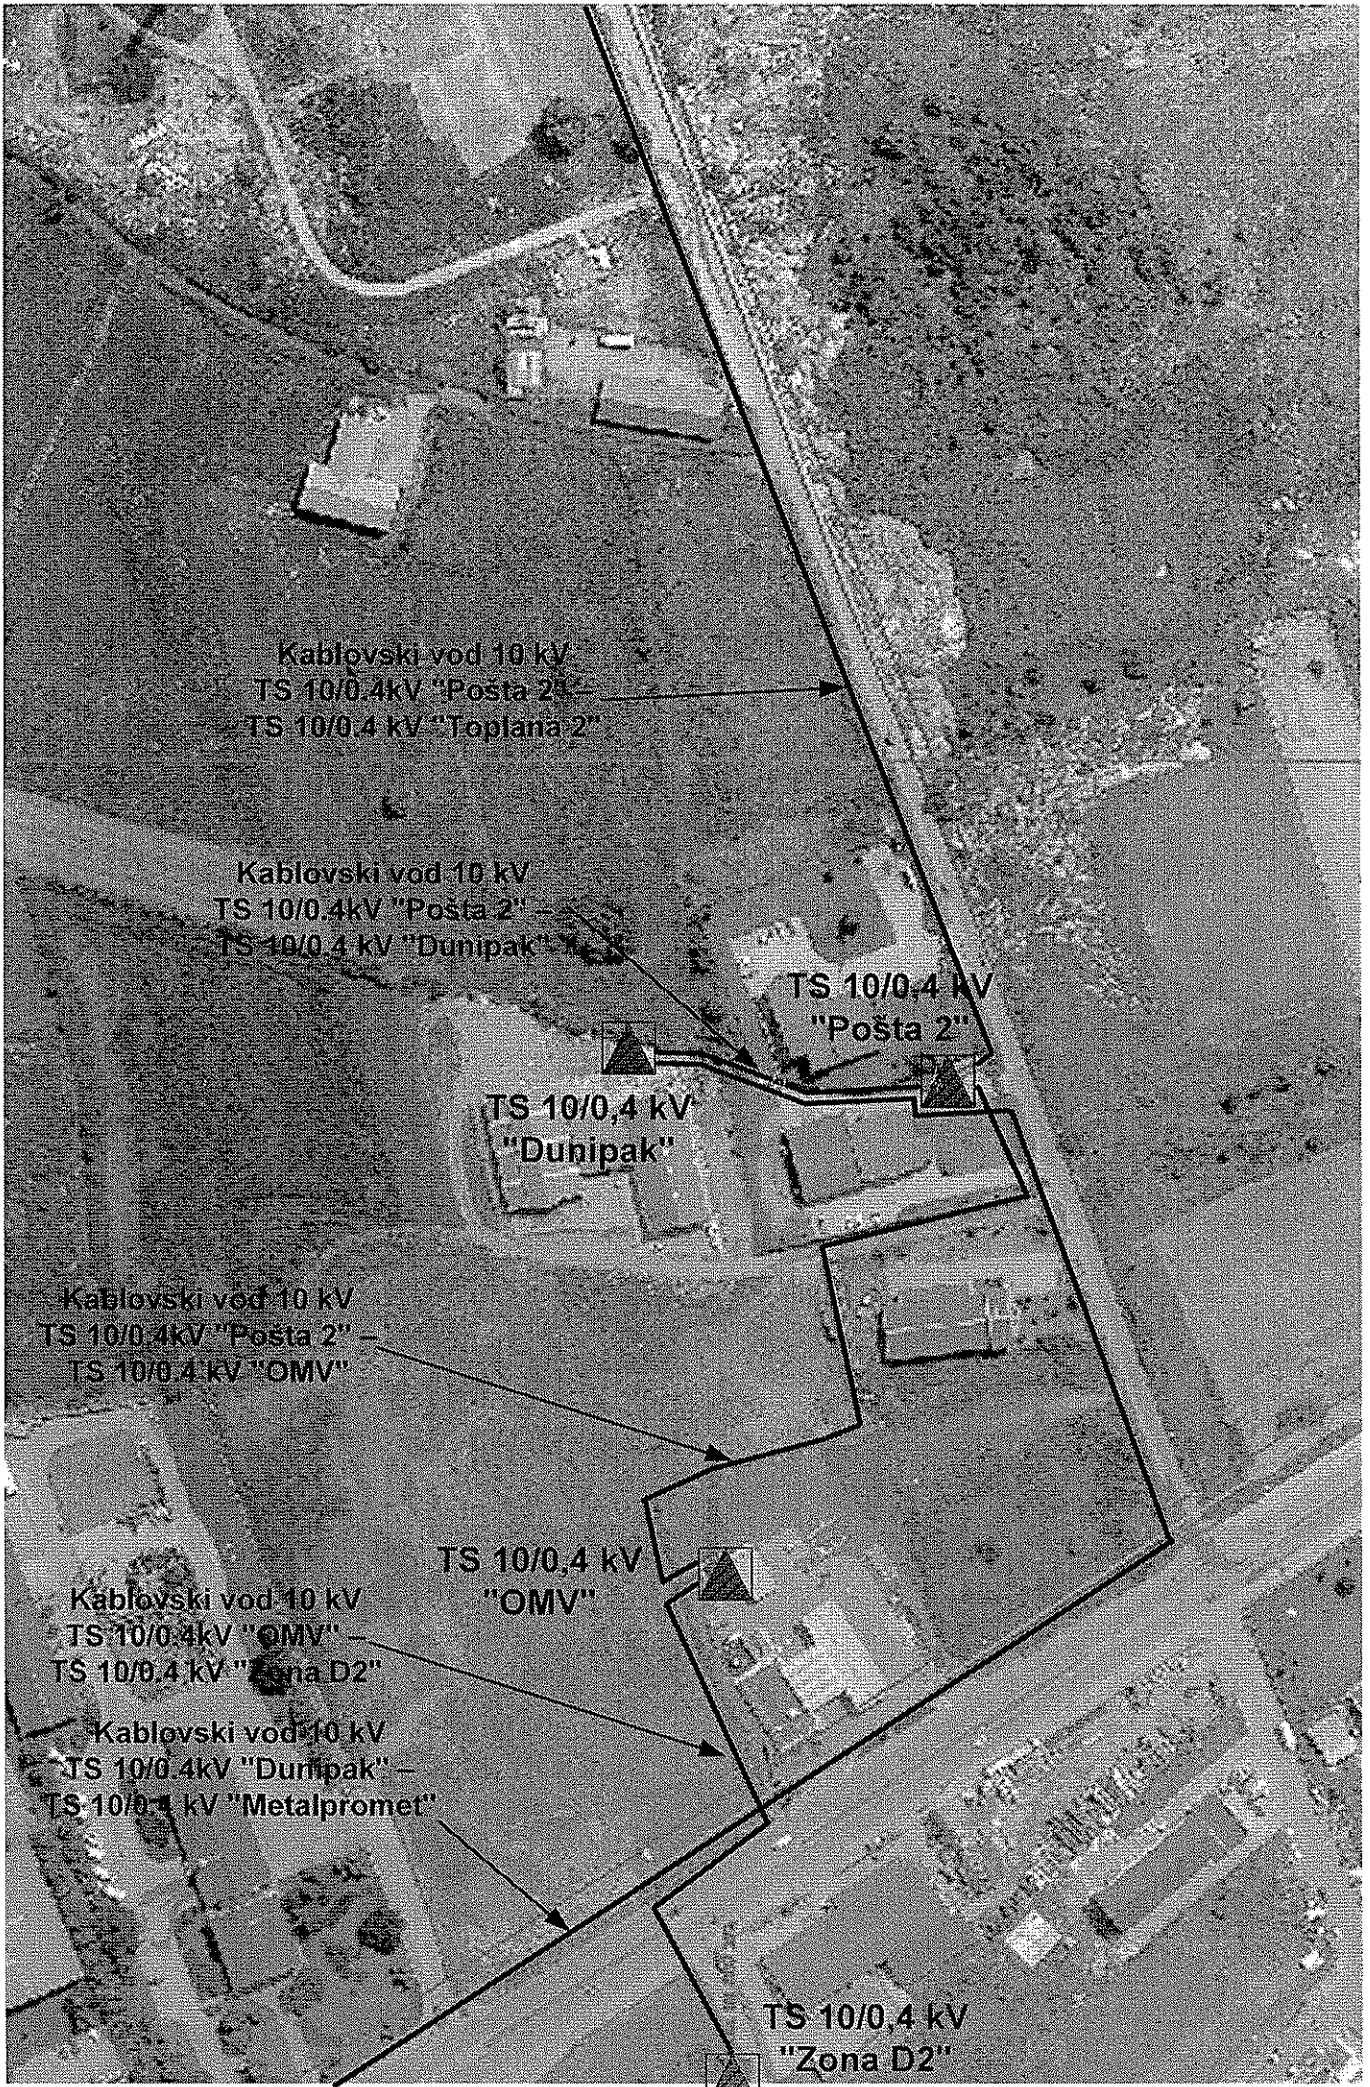 Kablovski vod 10 kV
TS 10/0.4kV "Pošta 2" –
TS 10/0.4 kV "Toplana 2"
Kablovski vod 10 kV
TS 10/0.4kV "Pošta 2" –
TS 10/0.4 kV "Dunipak"
TS 10/0,4 kV
"Pošta 2"
TS 10/0,4 kV
"Dunipak"
Kablovski vod 10 kV
TS 10/0.4kV "Pošta 2" –
TS 10/0.4 kV "OMV"
TS 10/0,4 kV
"OMV"
Kablovski vod 10 kV
TS 10/0.4kV "OMV" –
TS 10/0.4 kV "Zona D2"
Kablovski vod 10 kV
TS 10/0.4kV "Dunipak" –
TS 10/0.4 kV "Metalpromet"
TS 10/0,4 kV
"Zona D2"